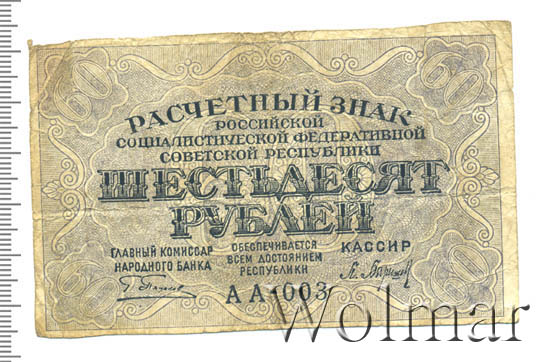 60 60
РАСЧЕТНЫЙ ЗНАК
РОССИЙСКОЙ
СОЦИАЛИСТИЧЕСКОЙ ФЕДЕРАТИВНОЙ
СОВЕТСКОЙ РЕСПУБЛИКИ
ШЕСТЬДЕСЯТ
РУБЛЕЙ
ГЛАВНЫЙ КОМИССАР
НАРОДНОГО БАНКА
ОБЕСПЕЧИВАЕТСЯ
ВСЕМ ДОСТОЯНИЕМ
РЕСПУБЛИКИ
КАССИР
60 60
АА 003
Wolmar